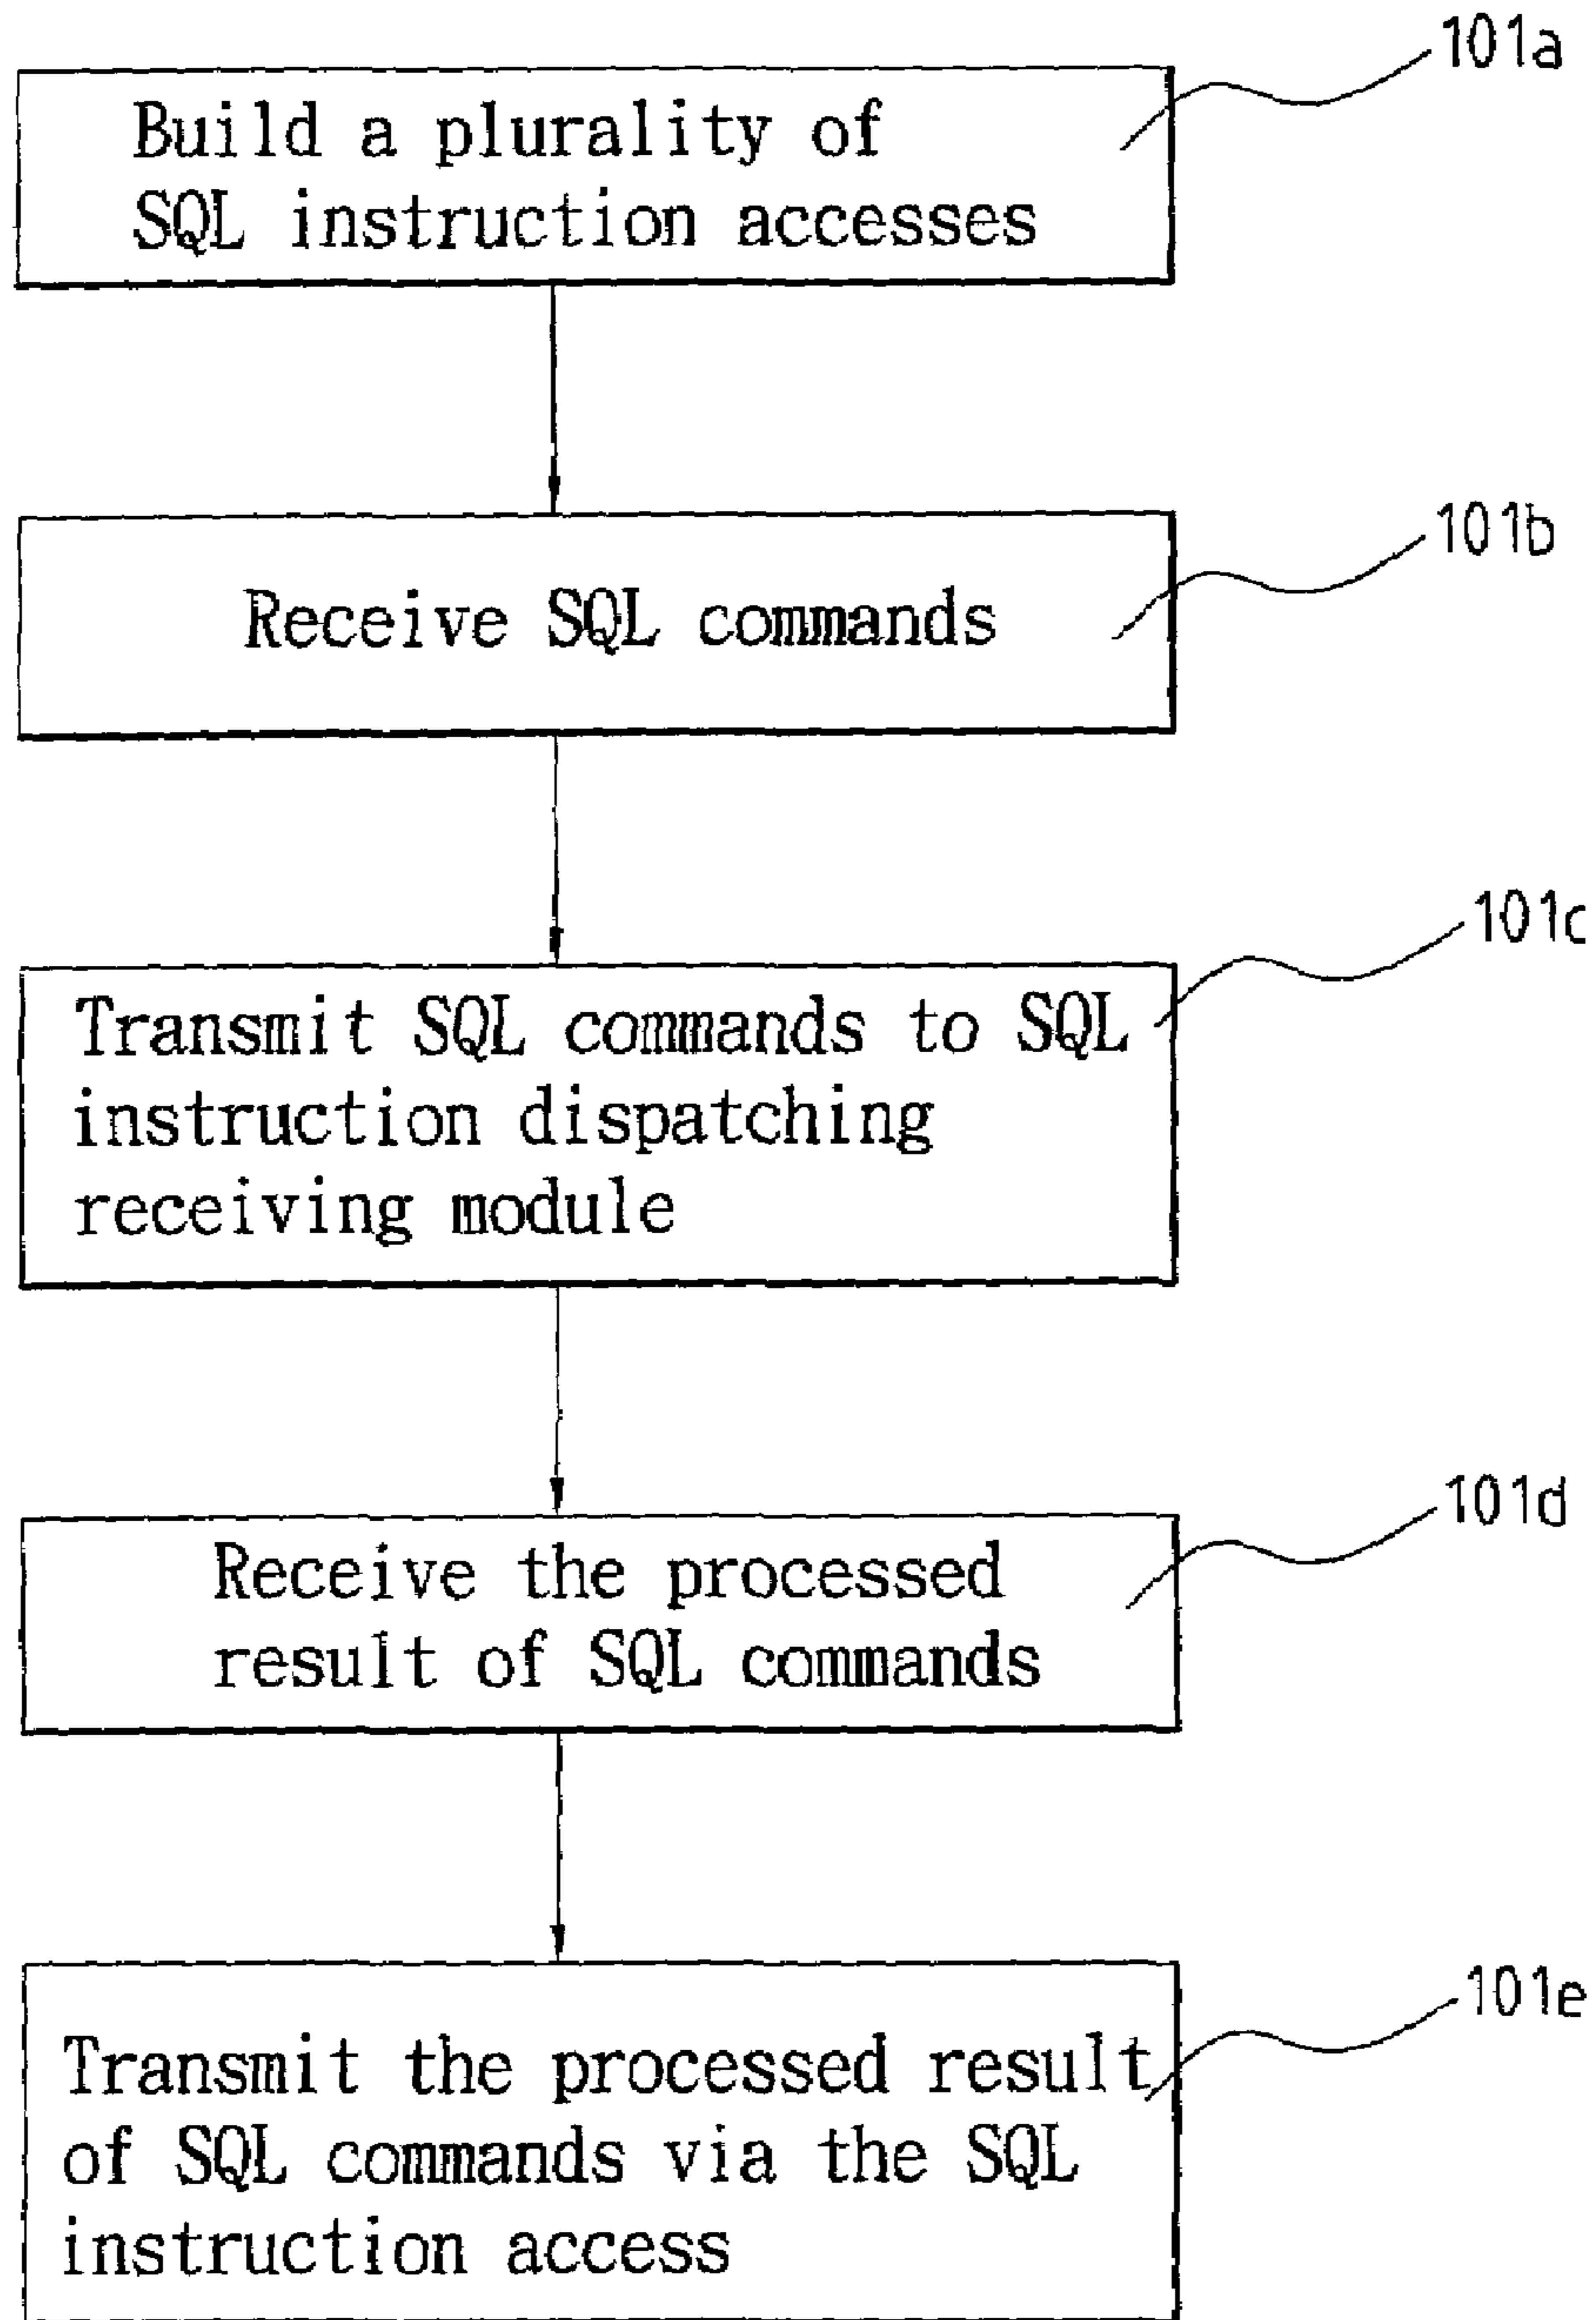 101a
Build a plurality of
SQL instruction accesses
101b
Receive SQL commands
101c
Transmit SQL commands to SQL
instruction dispatching
receiving module
101d
Receive the processed
result of SQL commands
101e
Transmit the processed result
of SQL commands via the SQL
instruction access